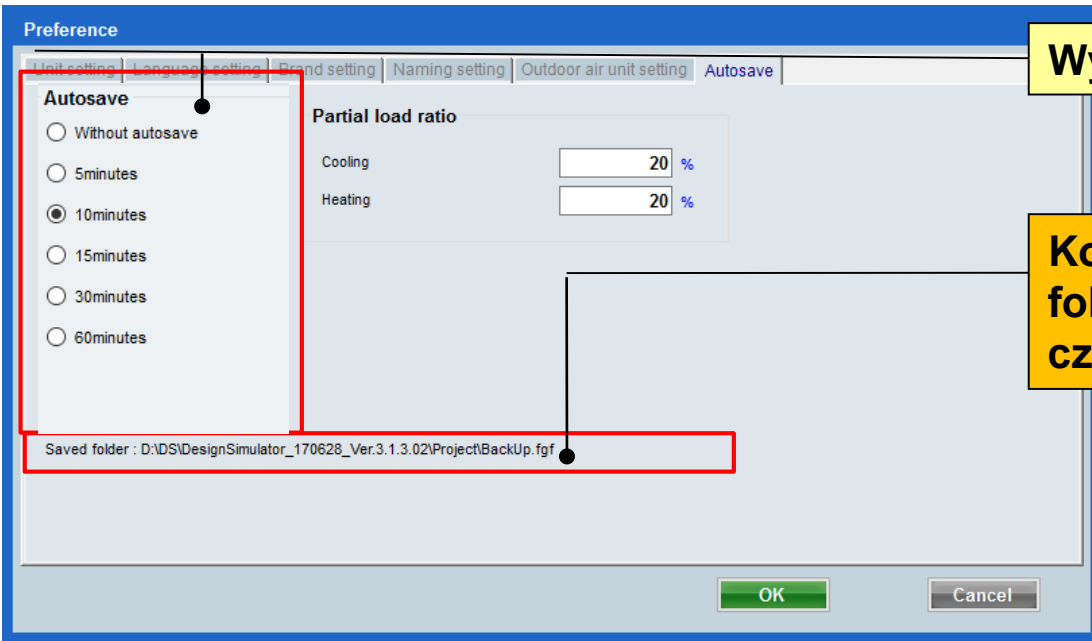 Preference
Unit setting Language setting Brand setting Naming setting Outdoor air unit setting Autosave
Autosave
Without autosave
5minutes
10minutes
15minutes
30minutes
60minutes
Partial load ratio
Cooling 20 %
Heating 20 %
Saved folder : D:\DS\DesignSimulator_170628_Ver.3.1.3.02\Project\BackUp.fgf
OK Cancel